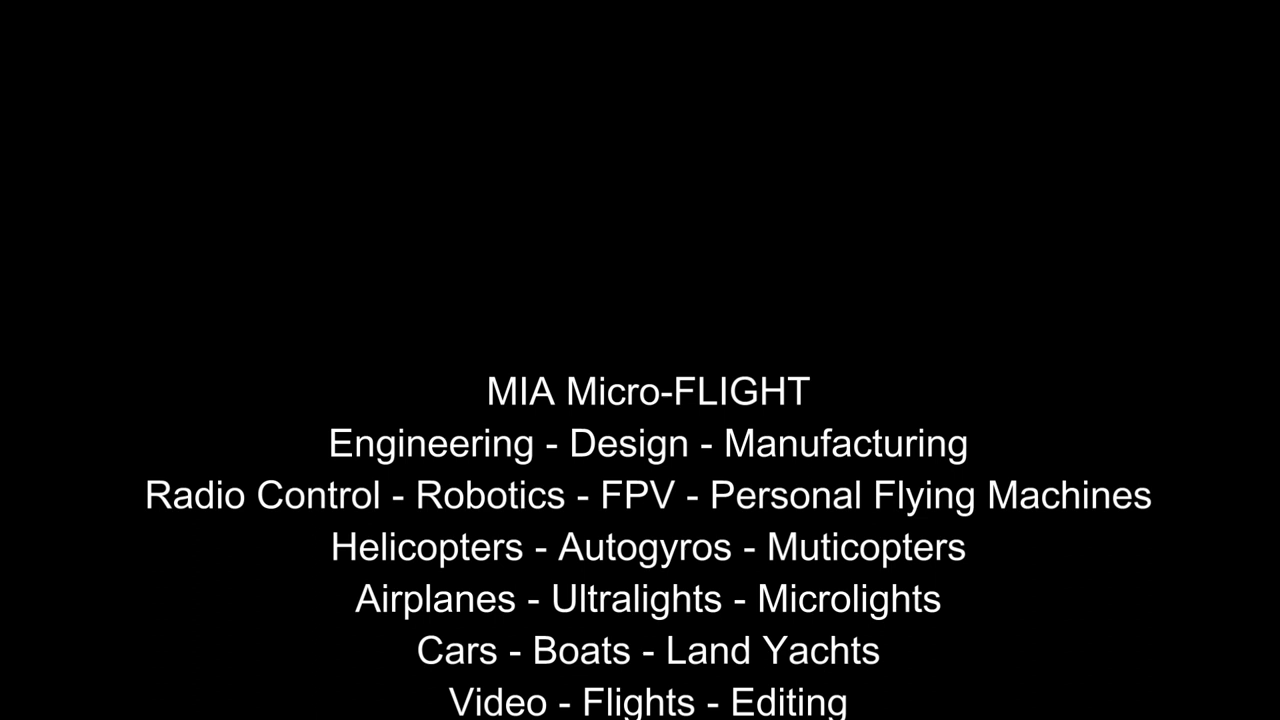 MIA Micro-FLIGHT
Engineering - Design - Manufacturing
Radio Control - Robotics - FPV - Personal Flying Machines
Helicopters - Autogyros - Muticopters
Airplanes - Ultralights - Microlights
Cars - Boats - Land Yachts
Video - Flights - Editing